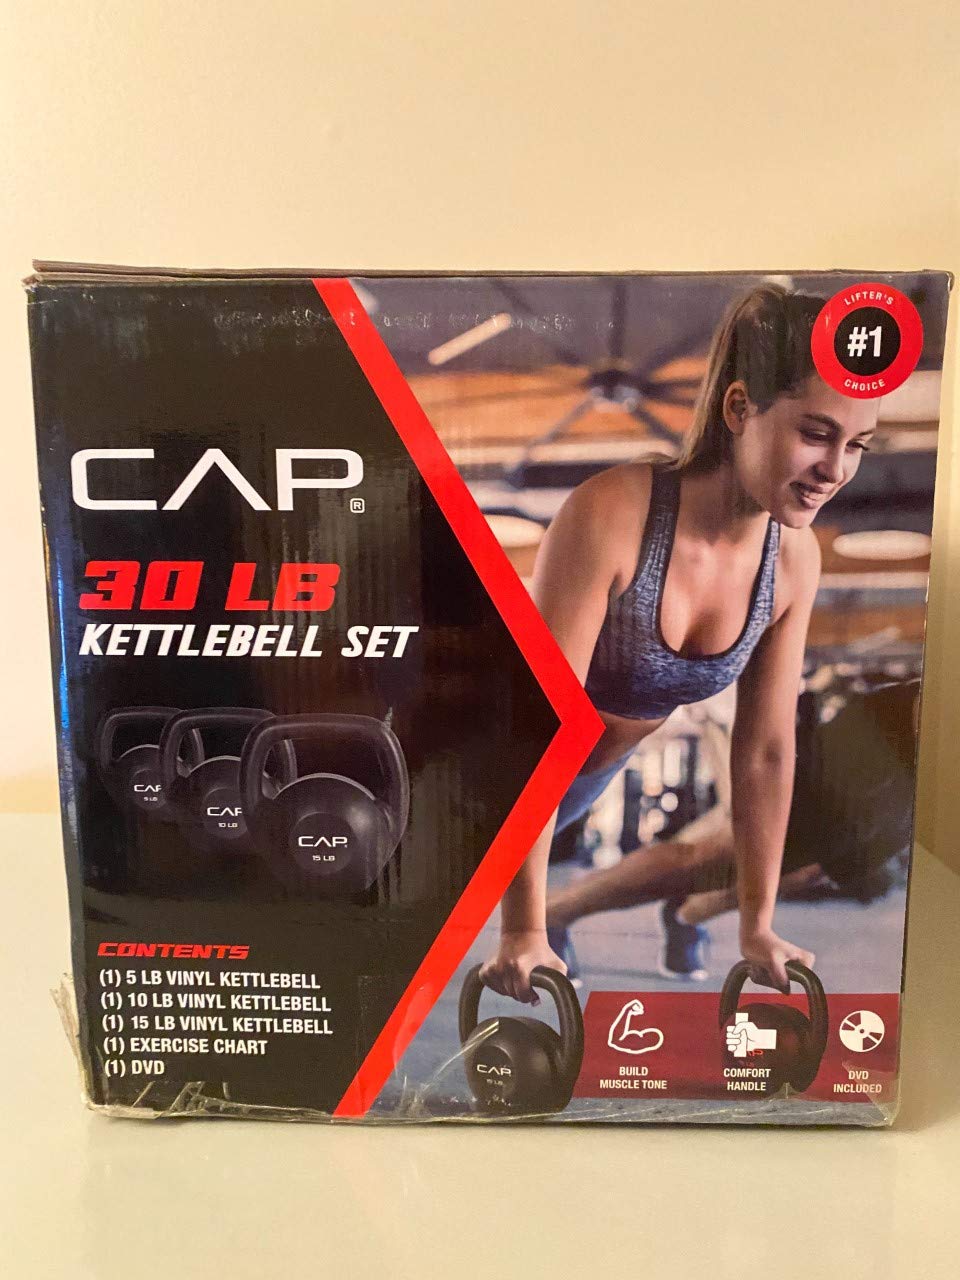 LIFTER'S
#1
CHOICE
CAP®
30 LB
KETTLEBELL SET
CAP
5 LB
CAP
10 LB
CAP
15 LB
CONTENTS
(1) 5 LB VINYL KETTLEBELL
(1) 10 LB VINYL KETTLEBELL
(1) 15 LB VINYL KETTLEBELL
(1) EXERCISE CHART
(1) DVD
CAP
15 LB
BUILD
MUSCLE TONE
COMFORT
HANDLE
DVD
INCLUDED